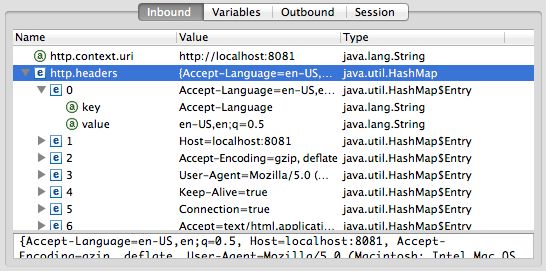 Inbound Variables Outbound Session
Name Value Type
http.context.uri http://localhost:8081 java.lang.String
http.headers {Accept-Language=en-US,... java.util.HashMap
0 Accept-Language=en-US,e... java.util.HashMap$Entry
key Accept-Language java.lang.String
value en-US,en;q=0.5 java.lang.String
1 Host=localhost:8081 java.util.HashMap$Entry
2 Accept-Encoding=gzip, deflate java.util.HashMap$Entry
3 User-Agent=Mozilla/5.0 (... java.util.HashMap$Entry
4 Keep-Alive=true java.util.HashMap$Entry
5 Connection=true java.util.HashMap$Entry
6 Accept=text/html,applicatio... java.util.HashMap$Entry
{Accept-Language=en-US,en;q=0.5, Host=localhost:8081, Accept-
Encoding=gzip, deflate, User-Agent=Mozilla/5.0 (Macintosh; Intel Mac OS